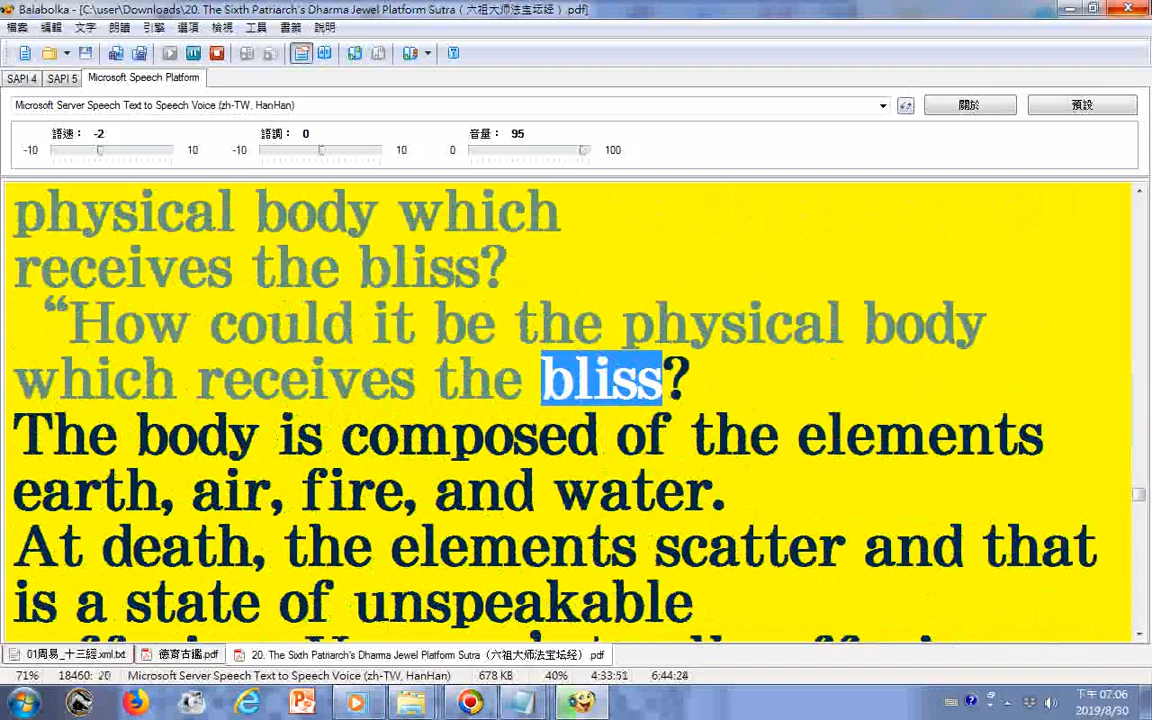 Balabolka - [C:\user\Downloads\20. The Sixth Patriarch's Dharma Jewel Platform Sutra（六祖大师法宝坛经）.pdf]
檔案 編輯 文字 朗讀 引擎 選項 檢視 工具 書籤 說明
SAPI 4 SAPI 5 Microsoft Speech Platform
Microsoft Server Speech Text to Speech Voice (zh-TW, HanHan) 關於 預設
語速： -2 語調： 0 音量： 95
-10 10 -10 10 0 100
physical body which
receives the bliss?
“How could it be the physical body
which receives the bliss?
The body is composed of the elements
earth, air, fire, and water.
At death, the elements scatter and that
is a state of unspeakable
01周易_十三經.xml.txt 德育古鑑.pdf 20. The Sixth Patriarch's Dharma Jewel Platform Sutra（六祖大师法宝坛经）.pdf
71% 18460: 20 Microsoft Server Speech Text to Speech Voice (zh-TW, HanHan) 678 KB 40% 4:33:51 6:44:28
下午 07:06
2019/8/30